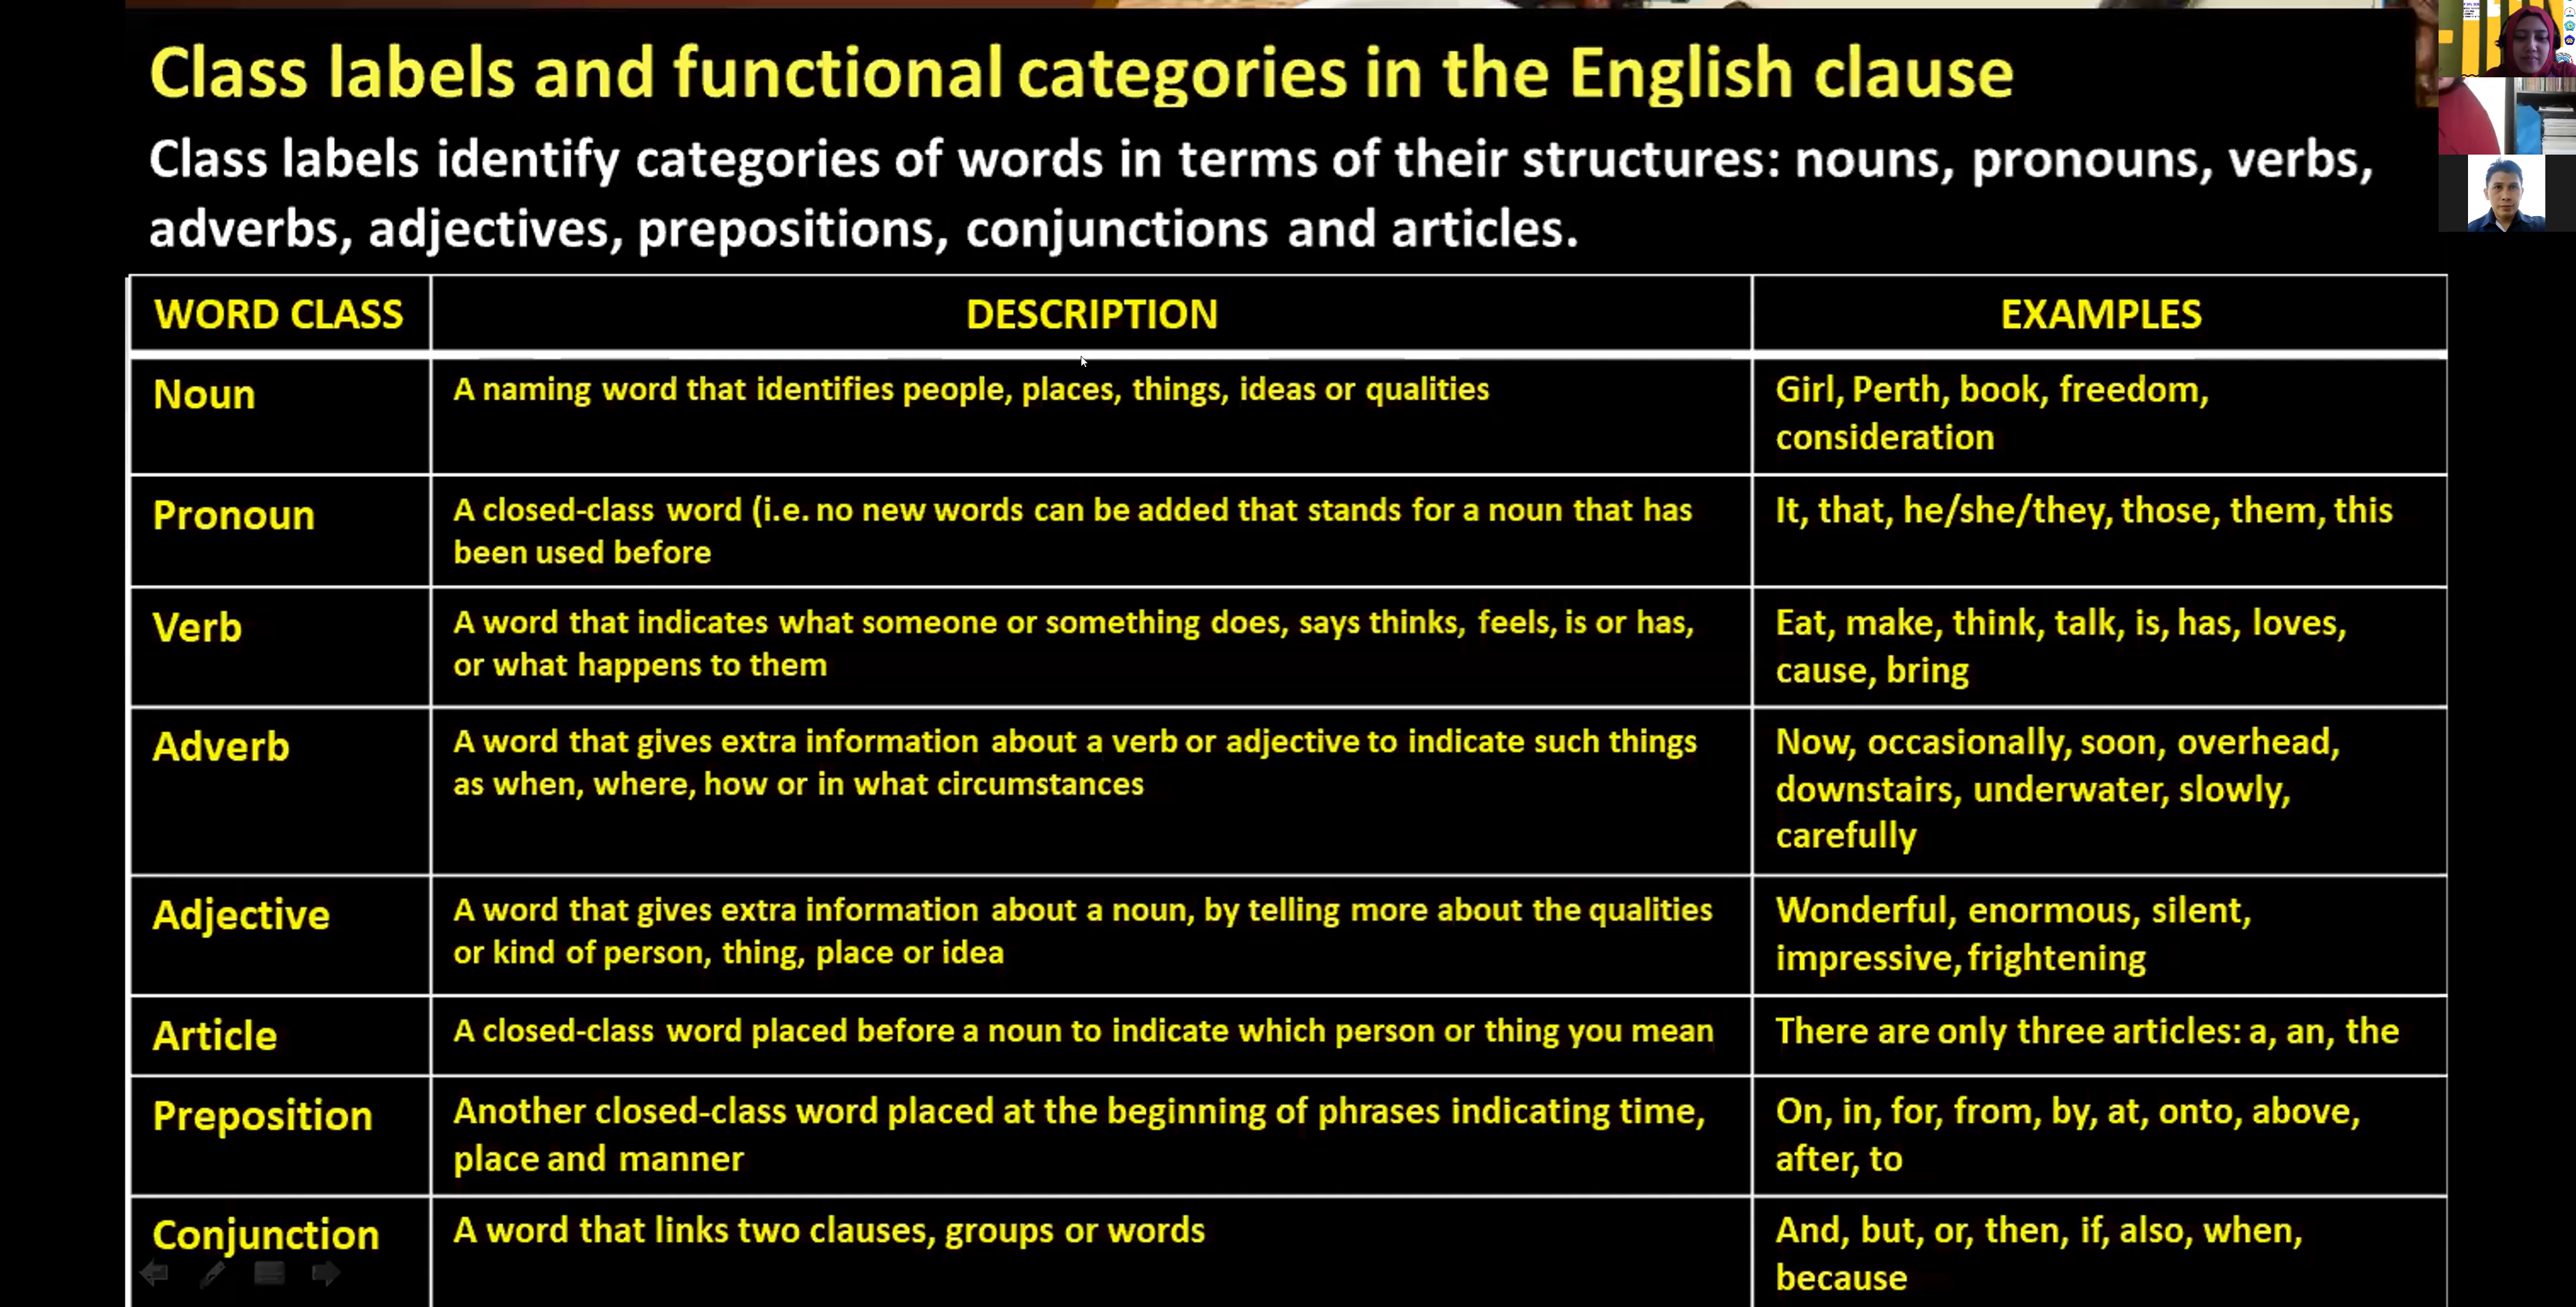 Class labels and functional categories in the English clause
Class labels identify categories of words in terms of their structures: nouns, pronouns, verbs,
adverbs, adjectives, prepositions, conjunctions and articles.
WORD CLASS
DESCRIPTION
EXAMPLES
Noun
A naming word that identifies people, places, things, ideas or qualities
Girl, Perth, book, freedom,
consideration
Pronoun
A closed-class word (i.e. no new words can be added that stands for a noun that has
been used before
It, that, he/she/they, those, them, this
Verb
A word that indicates what someone or something does, says thinks, feels, is or has,
or what happens to them
Eat, make, think, talk, is, has, loves,
cause, bring
Adverb
A word that gives extra information about a verb or adjective to indicate such things
as when, where, how or in what circumstances
Now, occasionally, soon, overhead,
downstairs, underwater, slowly,
carefully
Adjective
A word that gives extra information about a noun, by telling more about the qualities
or kind of person, thing, place or idea
Wonderful, enormous, silent,
impressive, frightening
Article
A closed-class word placed before a noun to indicate which person or thing you mean
There are only three articles: a, an, the
Preposition
Another closed-class word placed at the beginning of phrases indicating time,
place and manner
On, in, for, from, by, at, onto, above,
after, to
Conjunction
A word that links two clauses, groups or words
And, but, or, then, if, also, when,
because